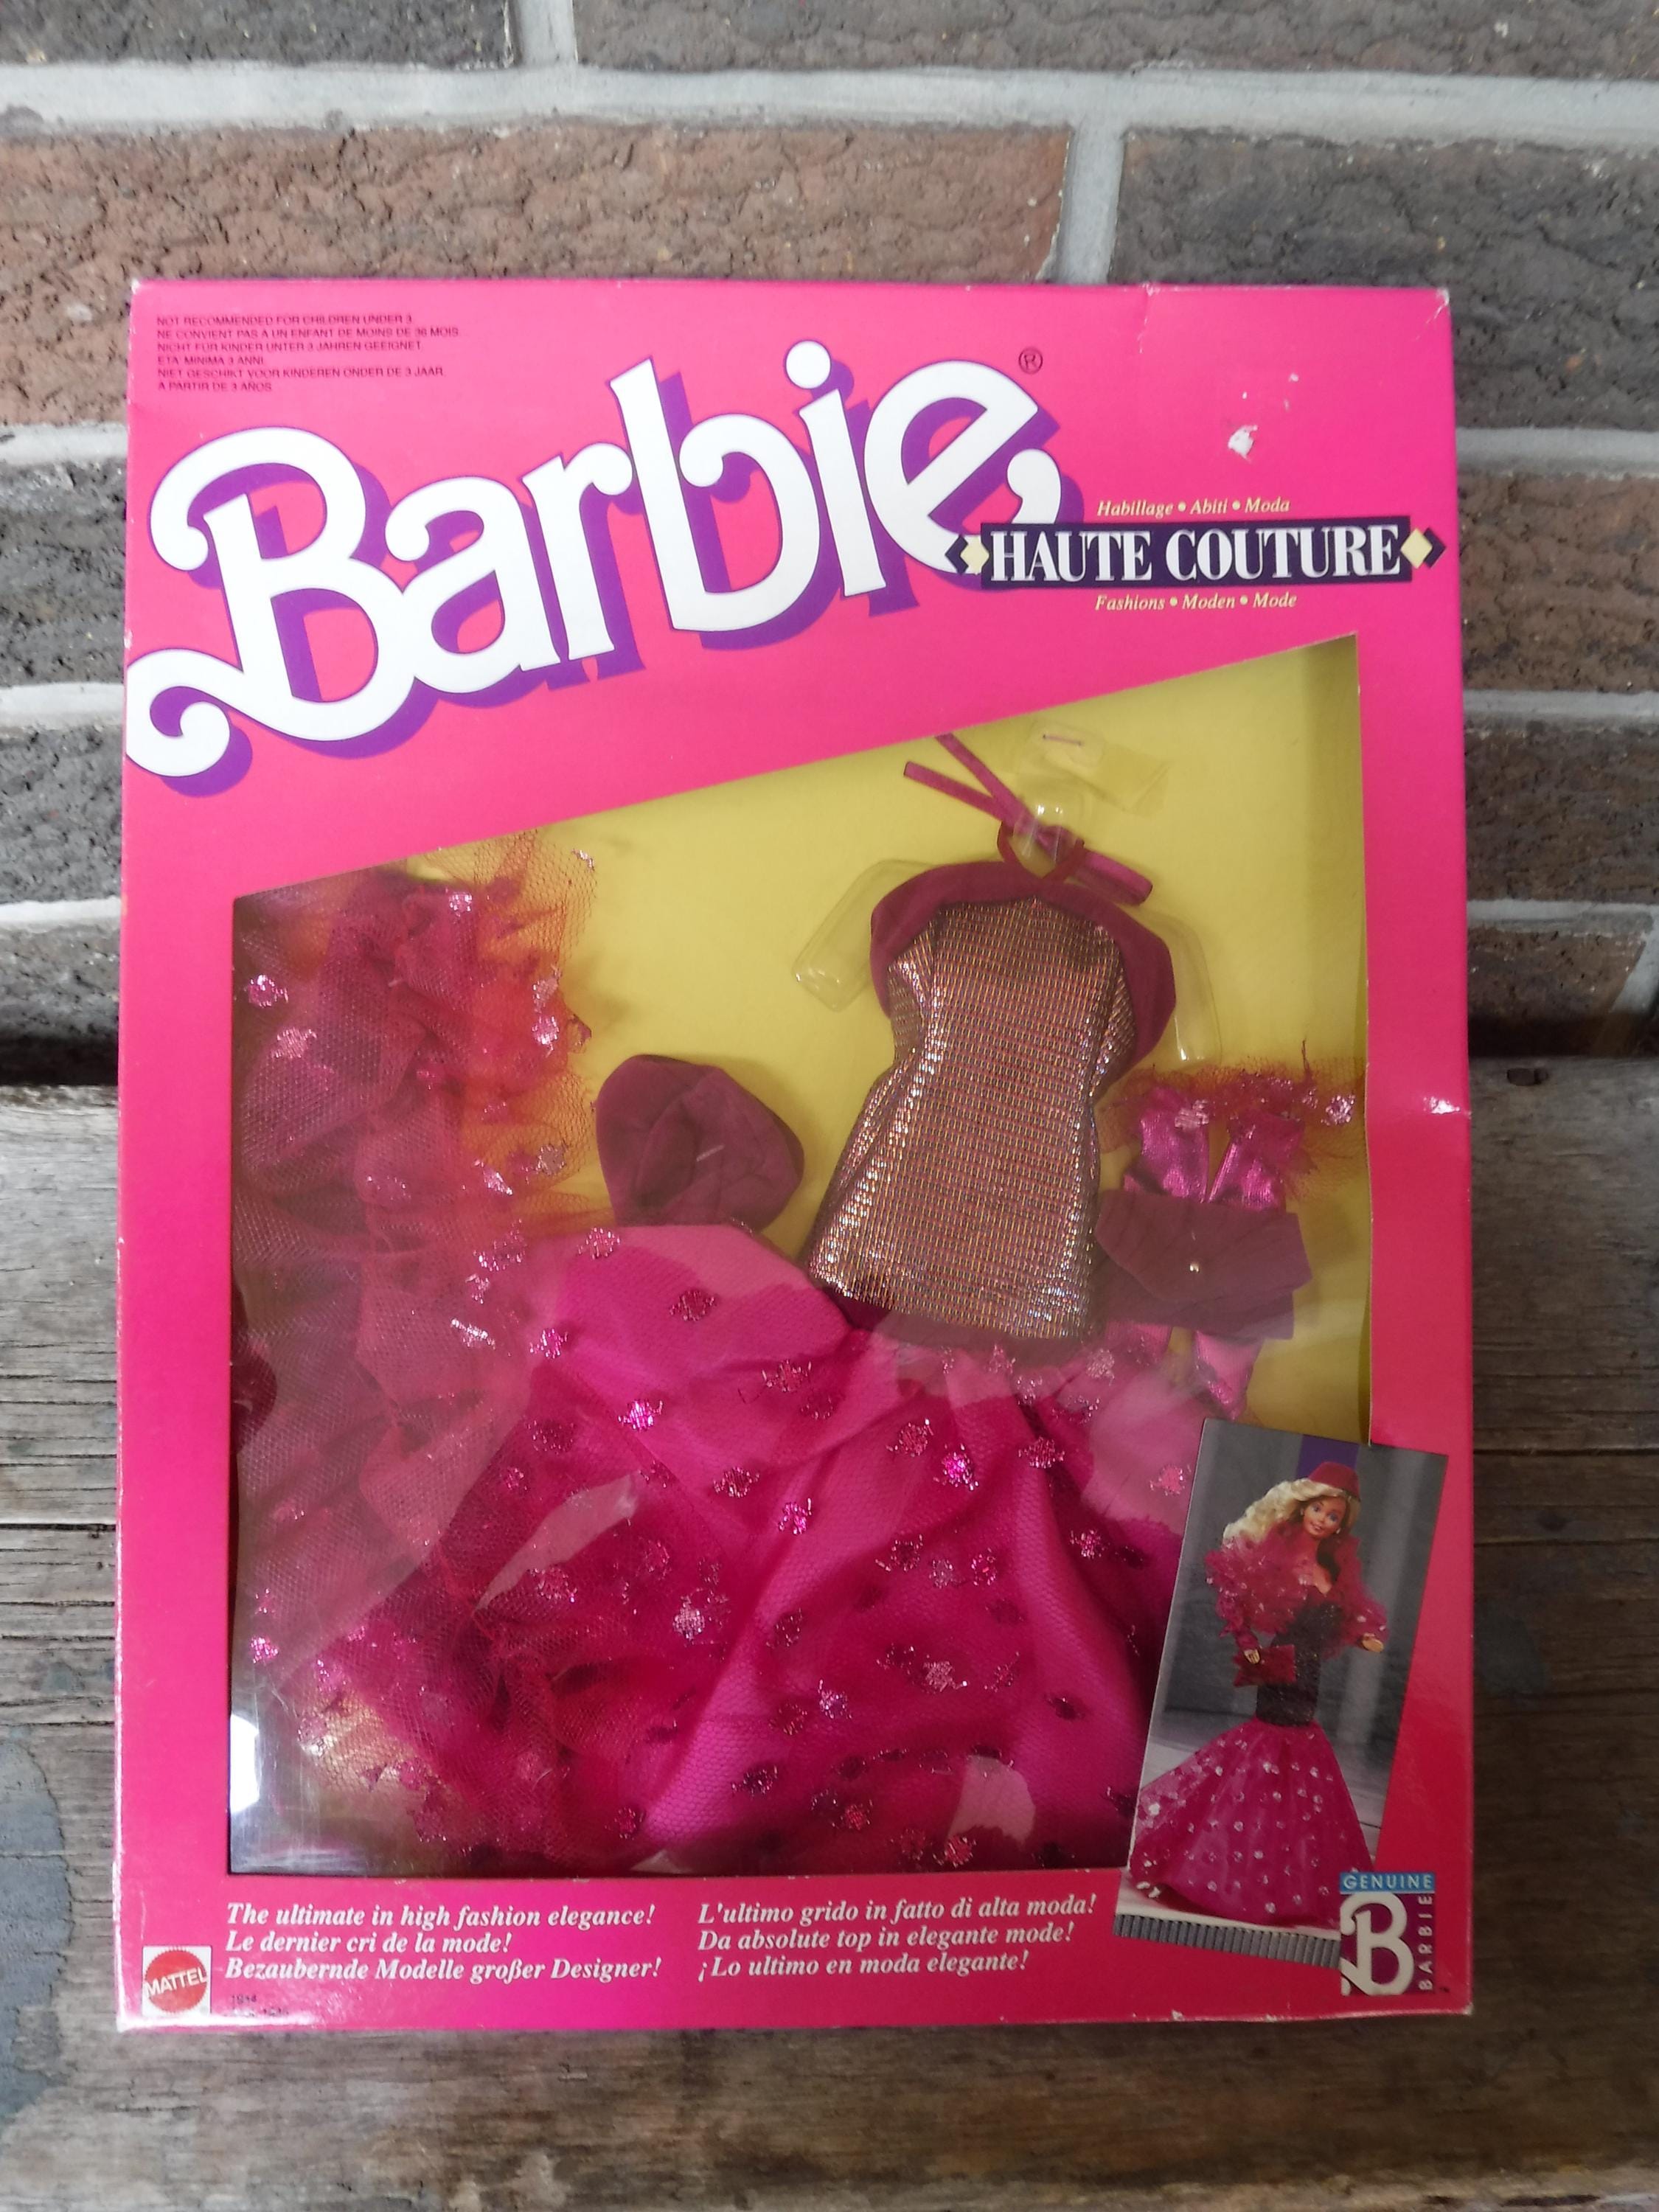 NOT RECOMMENDED FOR CHILDREN UNDER 3.
NE CONVIENT PAS A UN ENFANT DE MOINS DE 36 MOIS.
NICHT FÜR KINDER UNTER 3 JAHREN GEEIGNET.
ETA' MINIMA 3 ANNI.
NIET GESCHIKT VOOR KINDEREN ONDER DE 3 JAAR.
A PARTIR DE 3 AÑOS.
Barbie®
Habillage • Abiti • Moda
HAUTE COUTURE
Fashions • Moden • Mode
The ultimate in high fashion elegance!
Le dernier cri de la mode!
Bezaubernde Modelle großer Designer!
L'ultimo grido in fatto di alta moda!
Da absolute top in elegante mode!
¡Lo ultimo en moda elegante!
MATTEL
GENUINE
B
BARBIE
™